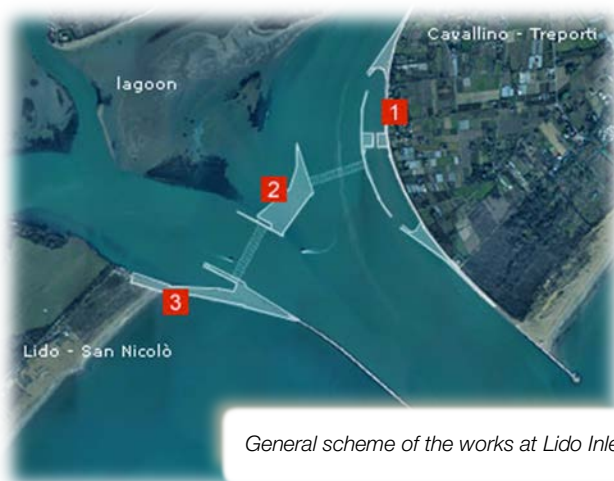 Cavallino - Treporti
lagoon
1
2
3
Lido - San Nicolò
General scheme of the works at Lido